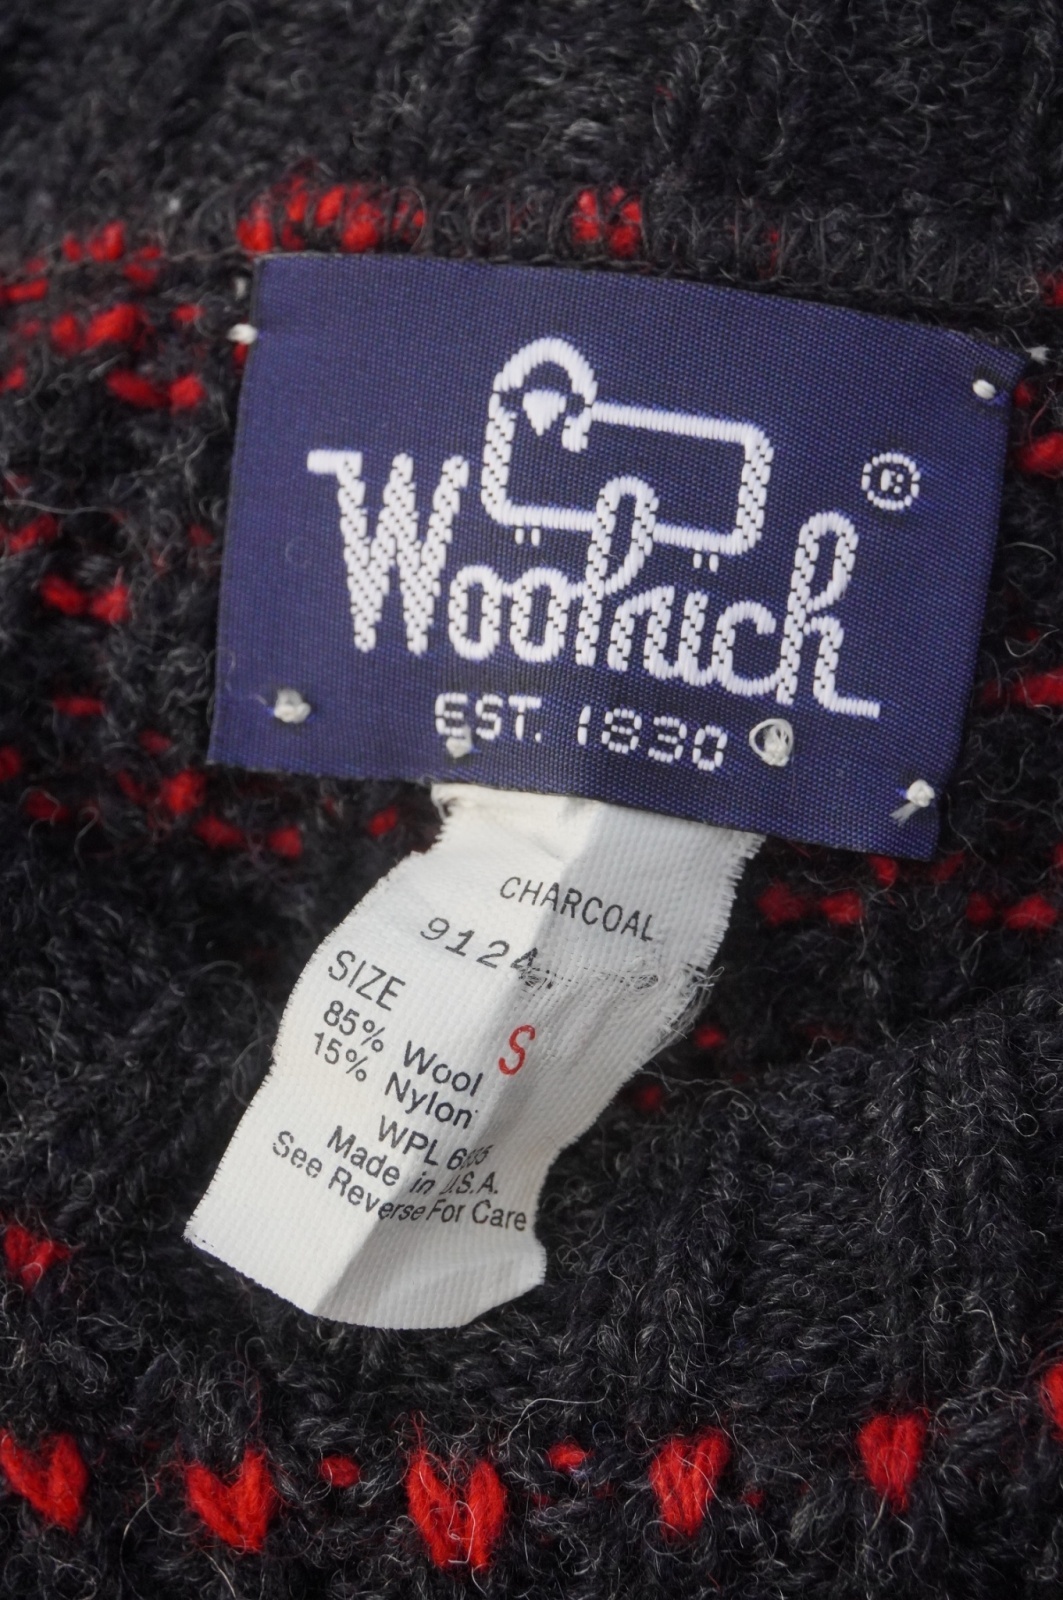 Woolrich ®
EST. 1830
CHARCOAL
9124
SIZE
S
85% Wool
15% Nylon
WPL
Made in U.S.A.
See Reverse For Care